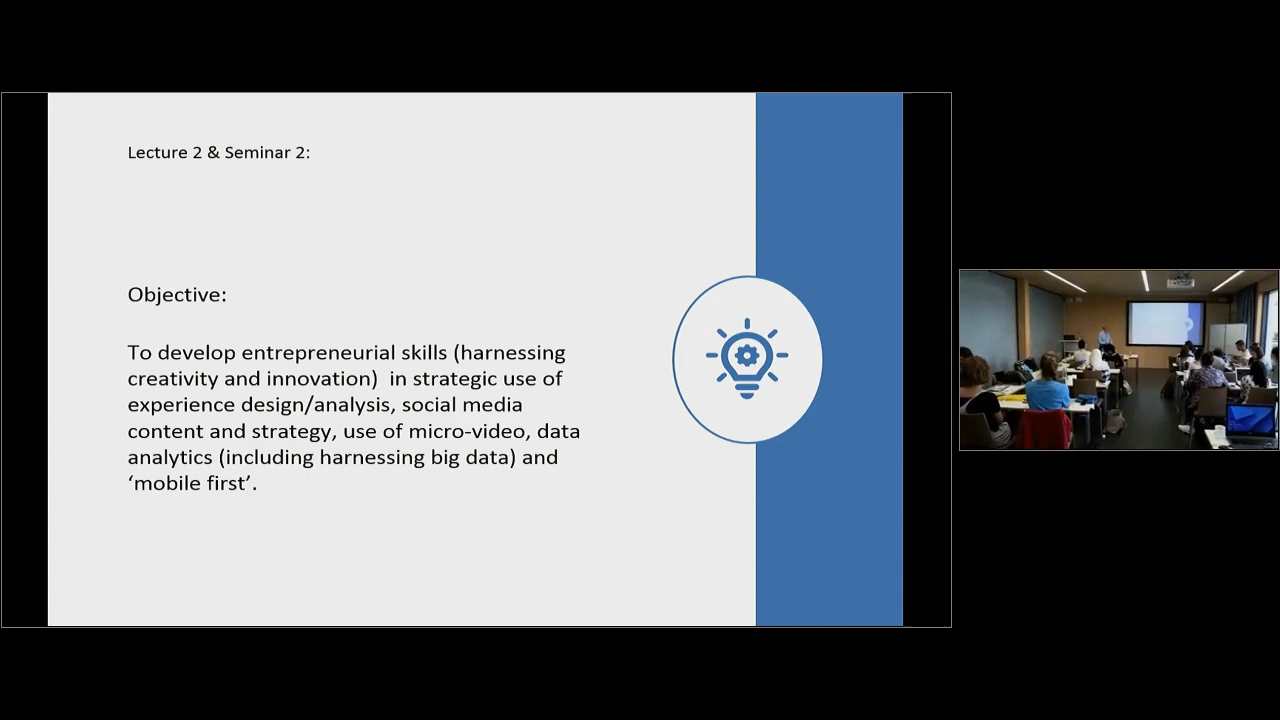 Lecture 2 & Seminar 2:
Objective:
To develop entrepreneurial skills (harnessing
creativity and innovation)  in strategic use of
experience design/analysis, social media
content and strategy, use of micro-video, data
analytics (including harnessing big data) and
‘mobile first’.